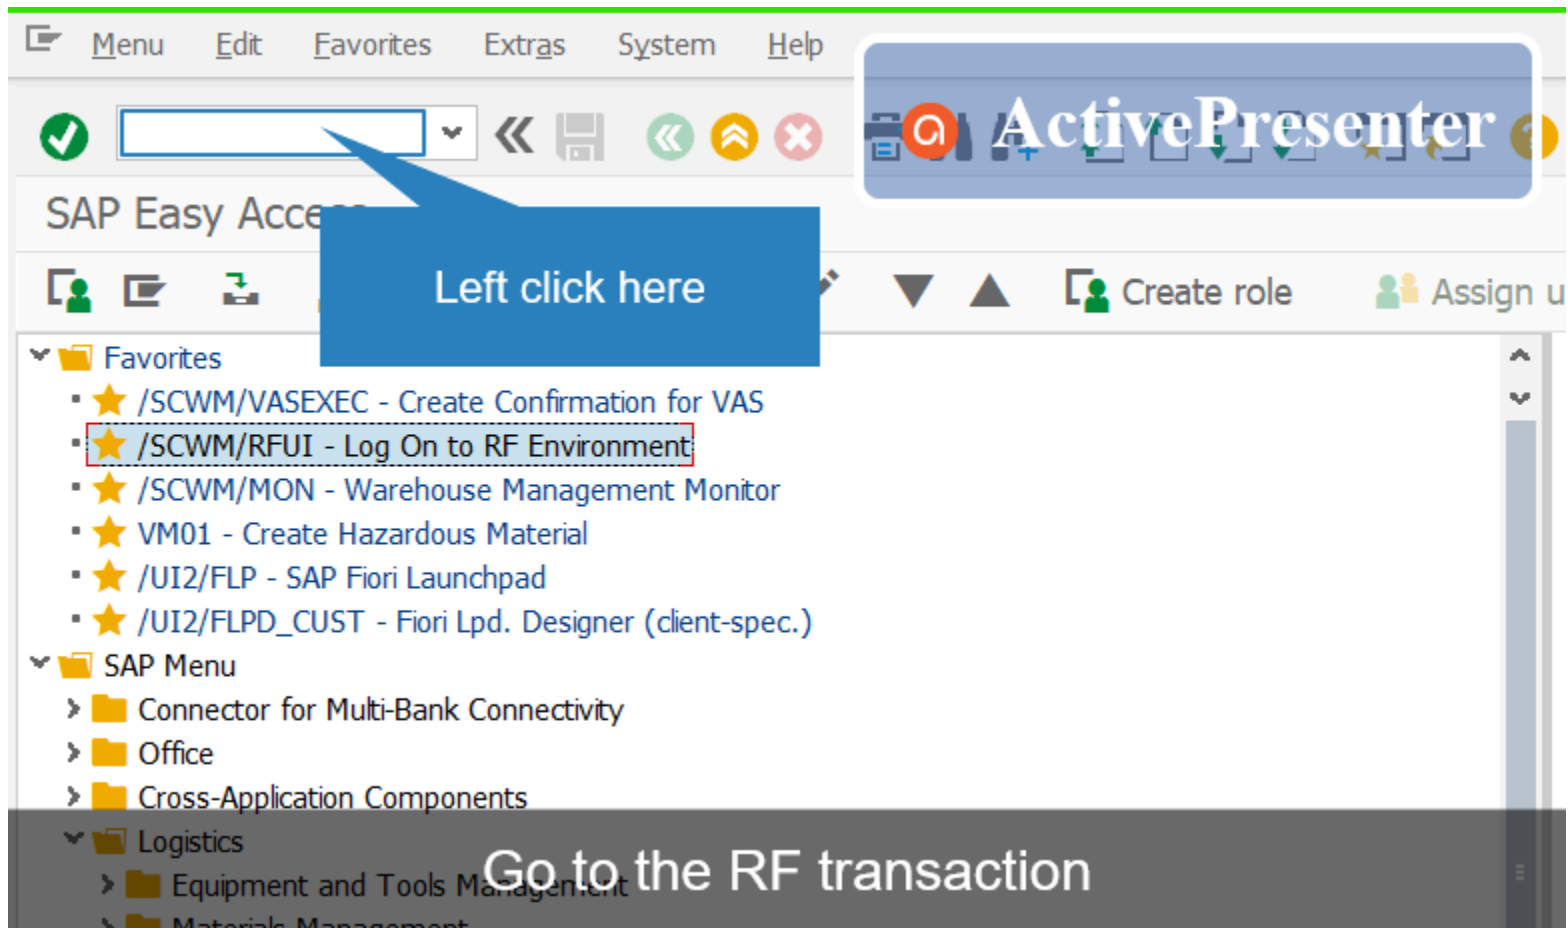 Menu Edit Favorites Extras System Help
ActivePresenter
SAP Easy Access
Left click here
Create role Assign u
Favorites
/SCWM/VASEXEC - Create Confirmation for VAS
/SCWM/RFUI - Log On to RF Environment
/SCWM/MON - Warehouse Management Monitor
VM01 - Create Hazardous Material
/UI2/FLP - SAP Fiori Launchpad
/UI2/FLPD_CUST - Fiori Lpd. Designer (client-spec.)
SAP Menu
Connector for Multi-Bank Connectivity
Office
Cross-Application Components
Logistics
Go to the RF transaction
Equipment and Tools Management
Materials Management